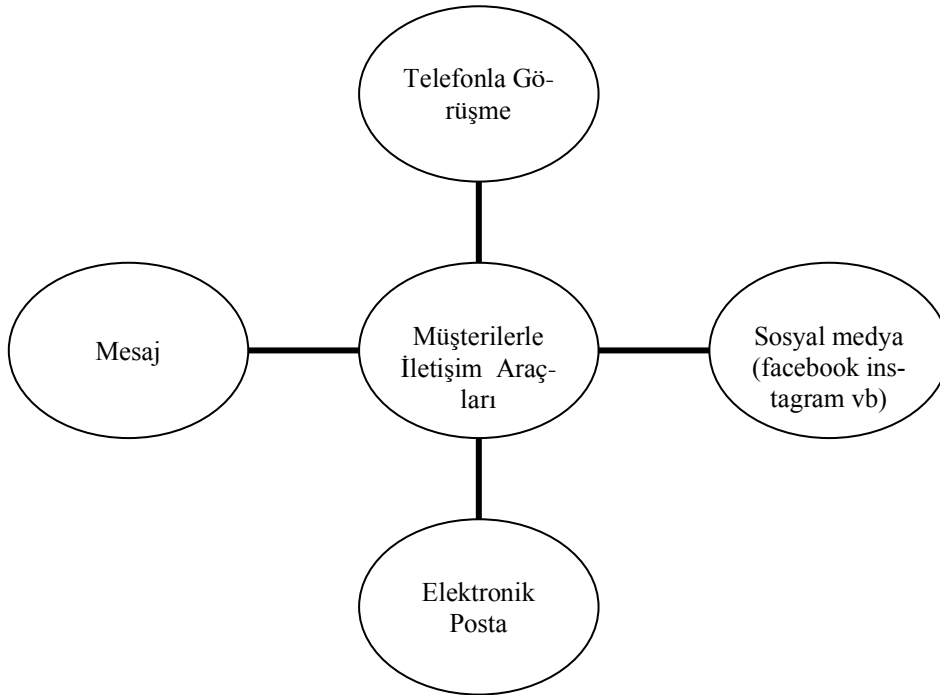 Telefonla Gö-
rüşme
Mesaj
Müşterilerle
İletişim Araç-
ları
Sosyal medya
(facebook ins-
tagram vb)
Elektronik
Posta